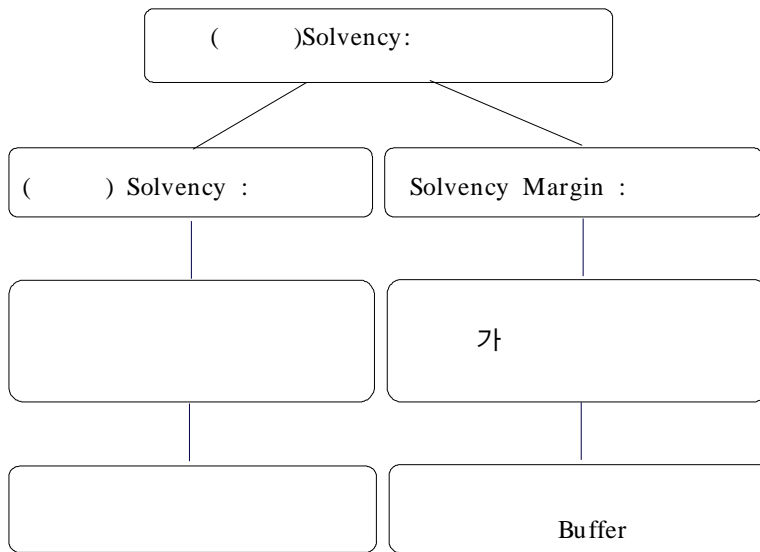 ( )Solvency:
( ) Solvency :
Solvency Margin :
가
Buffer